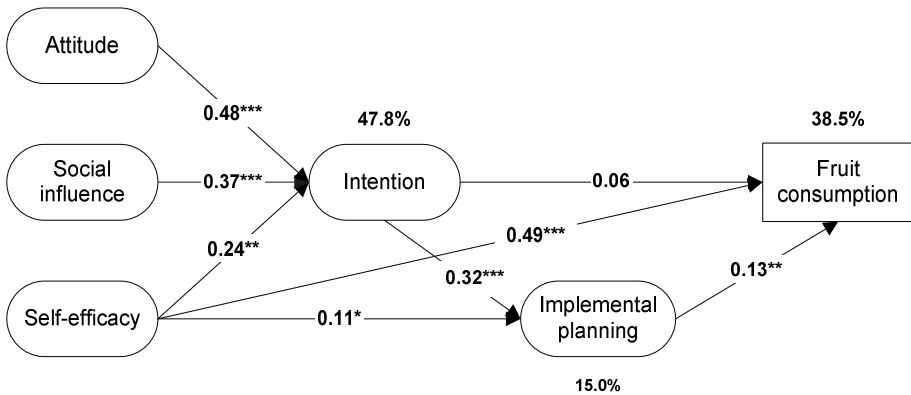 Attitude
0.48***
47.8%
38.5%
Social
influence
0.37***
Intention
0.06
Fruit
consumption
0.24**
0.49***
0.32***
0.13**
Self-efficacy
0.11*
Implemental
planning
15.0%